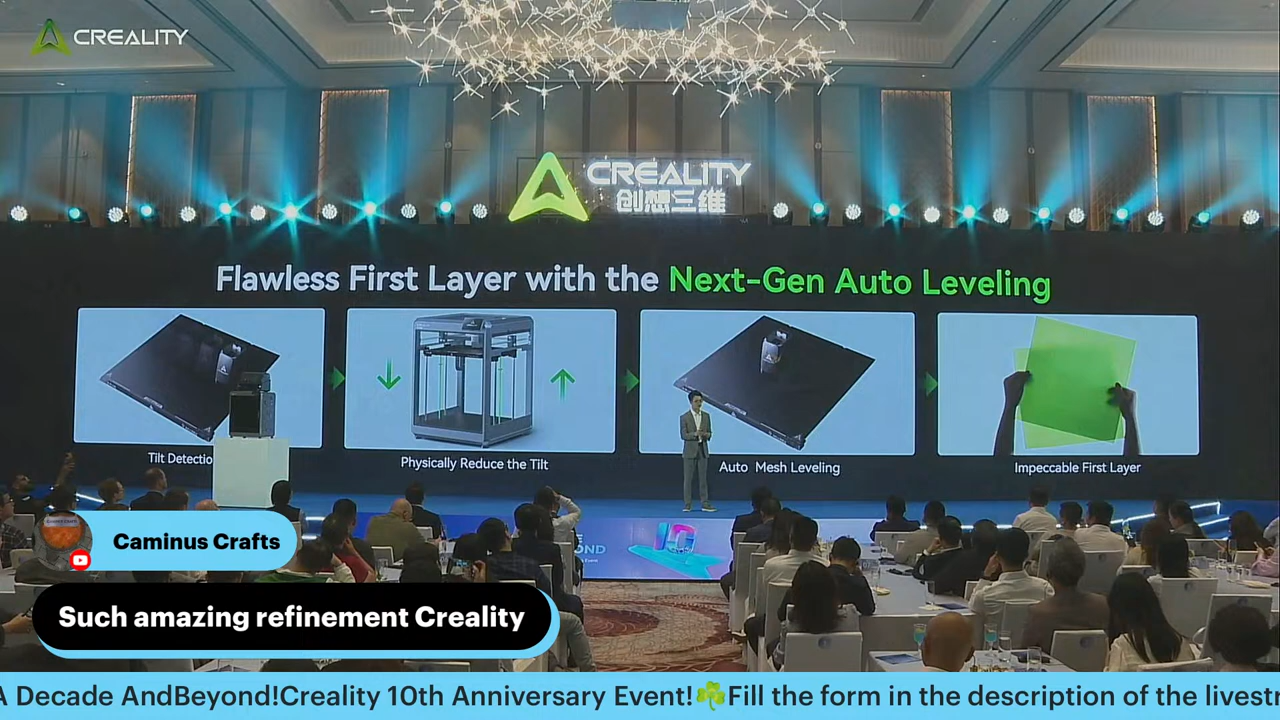 CREALITY
CREALITY
创想三维
Flawless First Layer with the Next-Gen Auto Leveling
Tilt Detectio
Physically Reduce the Tilt
Auto Mesh Leveling
Impeccable First Layer
Caminus Crafts
Such amazing refinement Creality
A Decade AndBeyond!Creality 10th Anniversary Event!☘️Fill the form in the description of the livestr